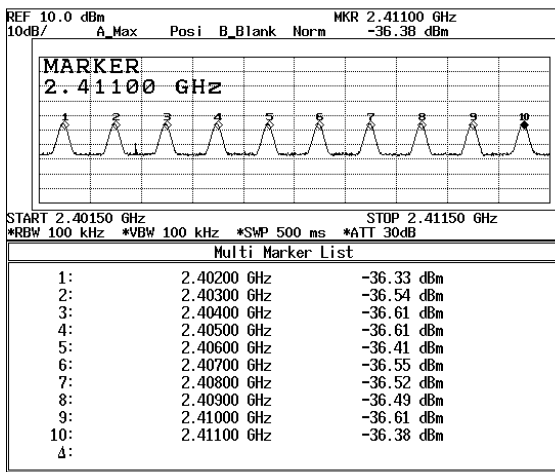 REF 10.0 dBm MKR 2.41100 GHz
10dB/ A_Max Posi B_Blank Norm -36.38 dBm
MARKER
2.41100 GHz
1 2 3 4 5 6 7 8 9 10
START 2.40150 GHz STOP 2.41150 GHz
*RBW 100 kHz *VBW 100 kHz *SWP 500 ms *ATT 30dB
Multi Marker List
1: 2.40200 GHz -36.33 dBm
2: 2.40300 GHz -36.54 dBm
3: 2.40400 GHz -36.61 dBm
4: 2.40500 GHz -36.61 dBm
5: 2.40600 GHz -36.41 dBm
6: 2.40700 GHz -36.55 dBm
7: 2.40800 GHz -36.52 dBm
8: 2.40900 GHz -36.49 dBm
9: 2.41000 GHz -36.61 dBm
10: 2.41100 GHz -36.38 dBm
Δ: